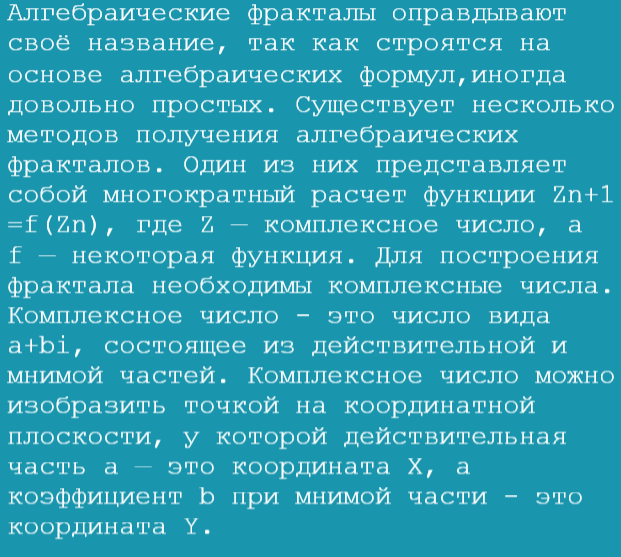 Алгебраические фракталы оправдывают
своё название, так как строятся на
основе алгебраических формул,иногда
довольно простых. Существует несколько
методов получения алгебраических
фракталов. Один из них представляет
собой многократный расчет функции Zn+1
=f(Zn), где Z — комплексное число, а
f — некоторая функция. Для построения
фрактала необходимы комплексные числа.
Комплексное число - это число вида
a+bi, состоящее из действительной и
мнимой частей. Комплексное число можно
изобразить точкой на координатной
плоскости, у которой действительная
часть a — это координата X, а
коэффициент b при мнимой части - это
координата Y.